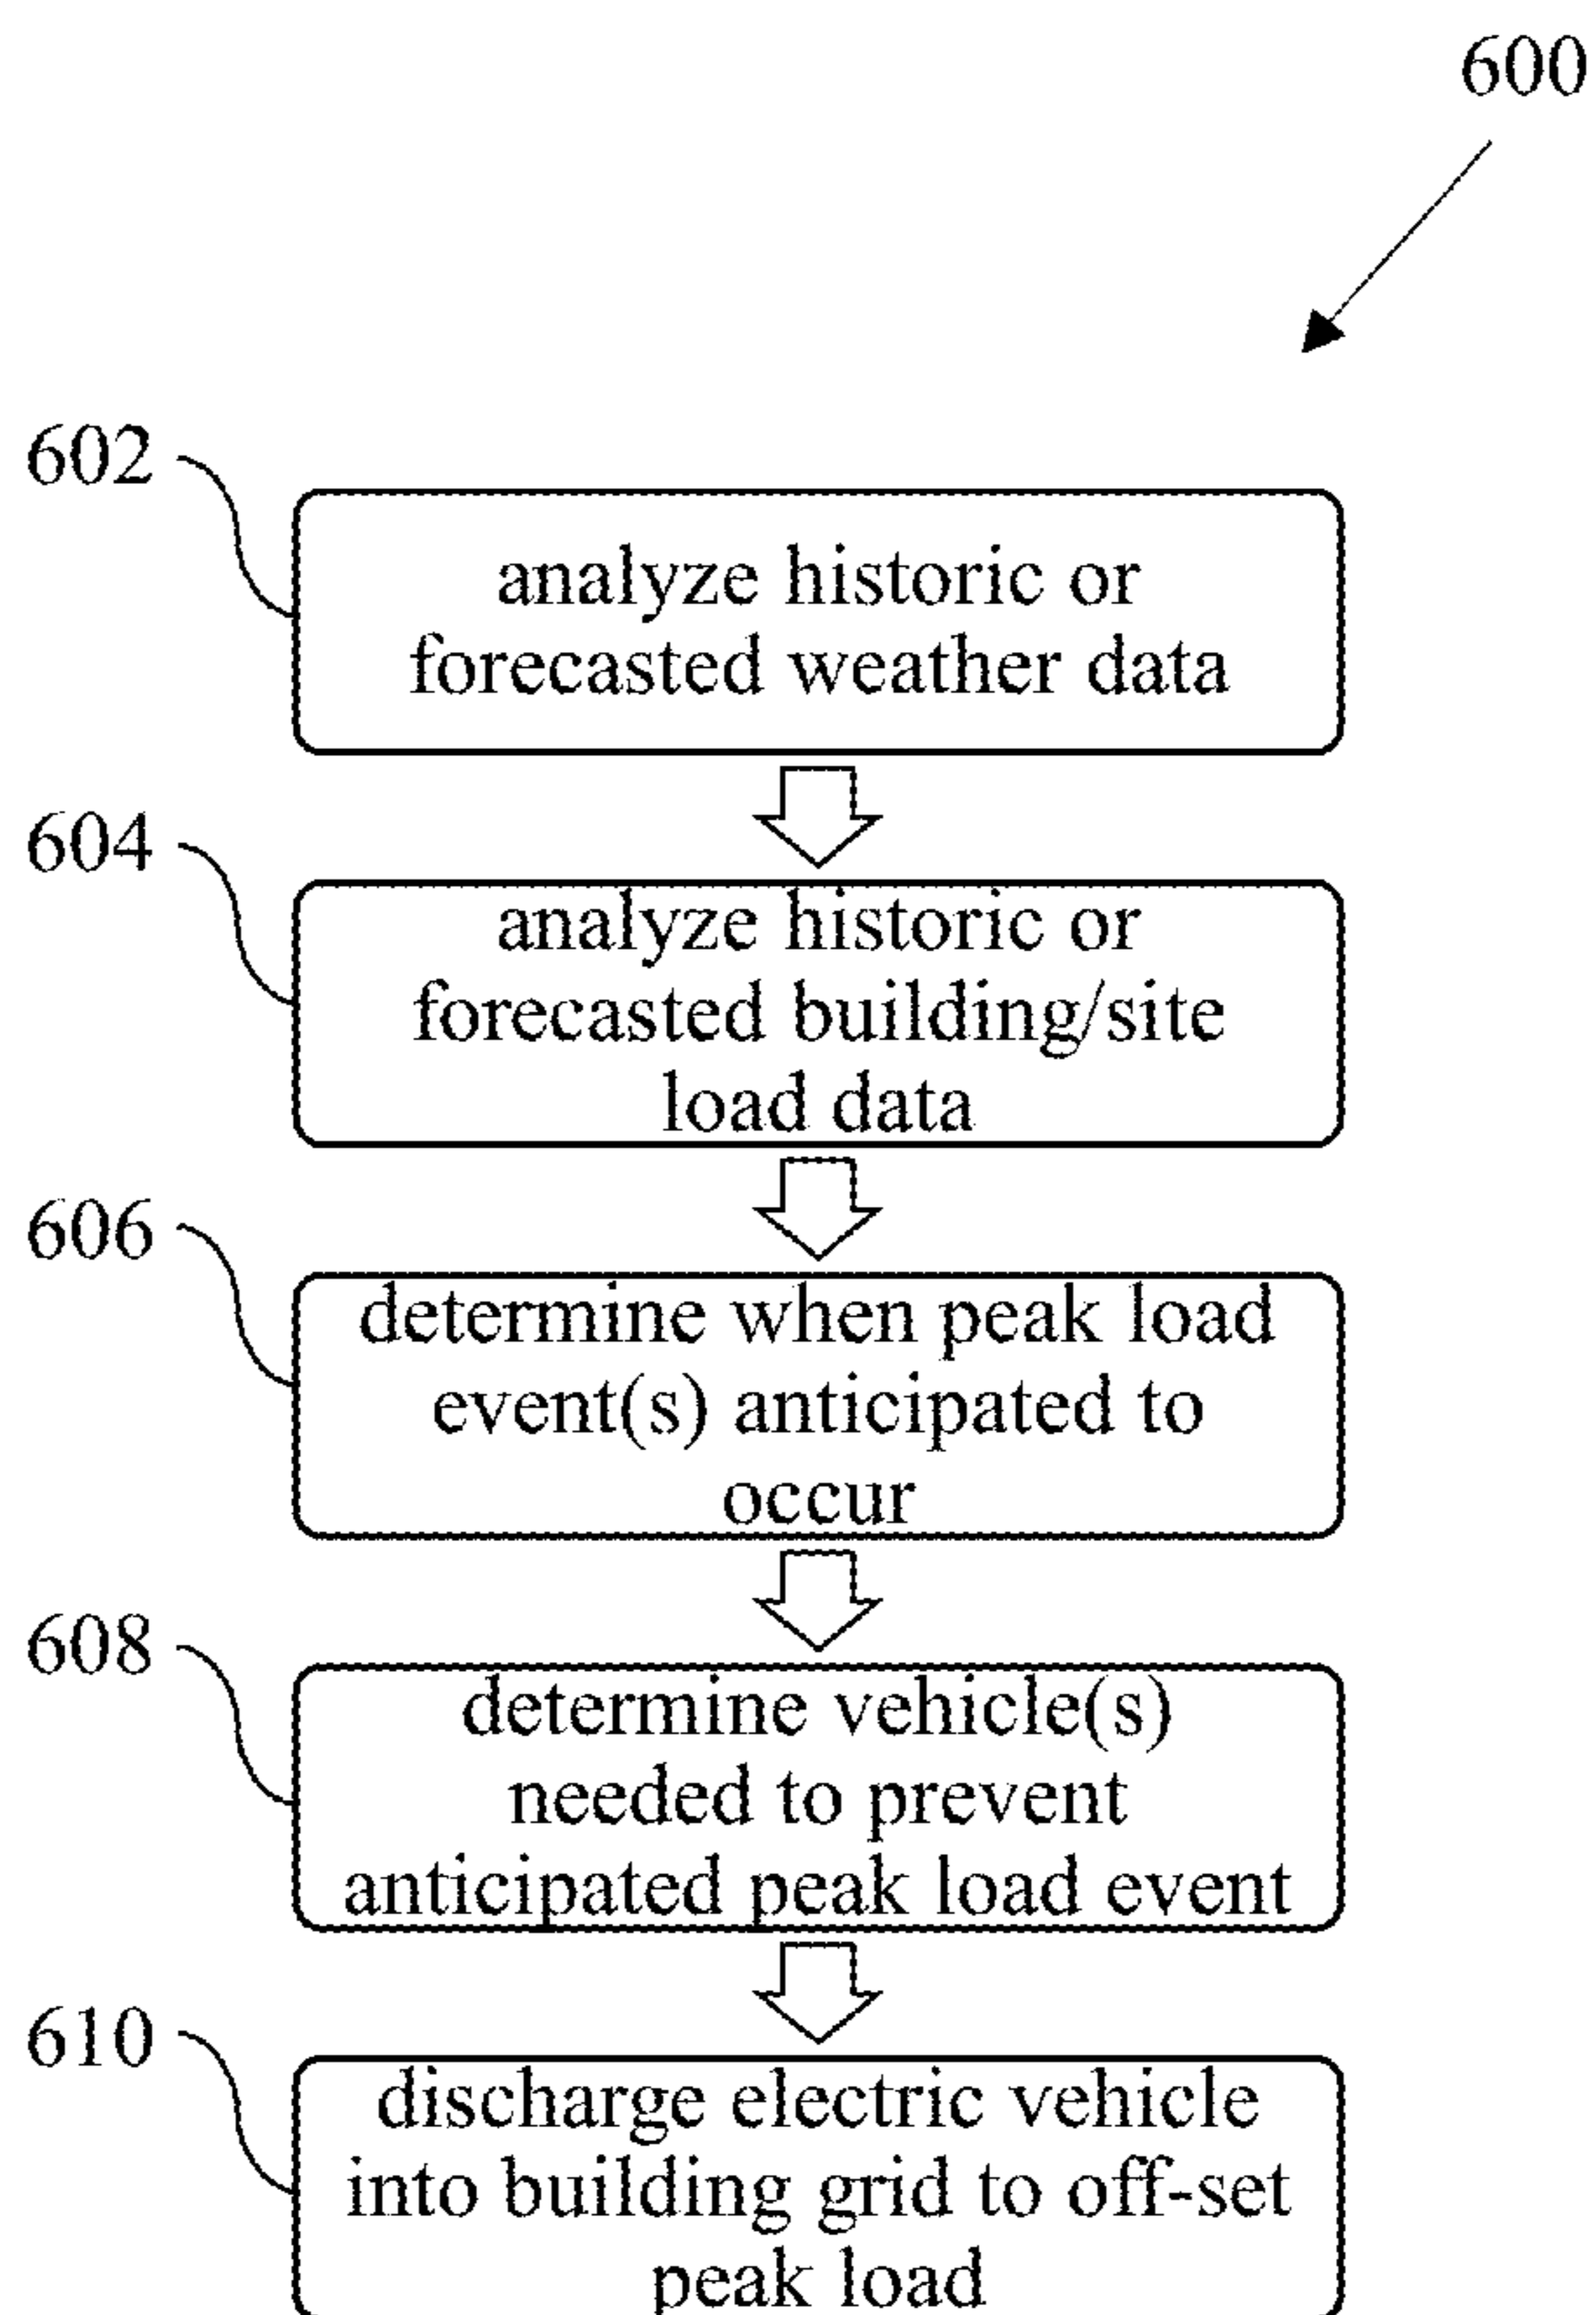 600
602
analyze historic or
forecasted weather data
604
analyze historic or
forecasted building/site
load data
606
determine when peak load
event(s) anticipated to
occur
608
determine vehicle(s)
needed to prevent
anticipated peak load event
610
discharge electric vehicle
into building grid to off-set
peak load